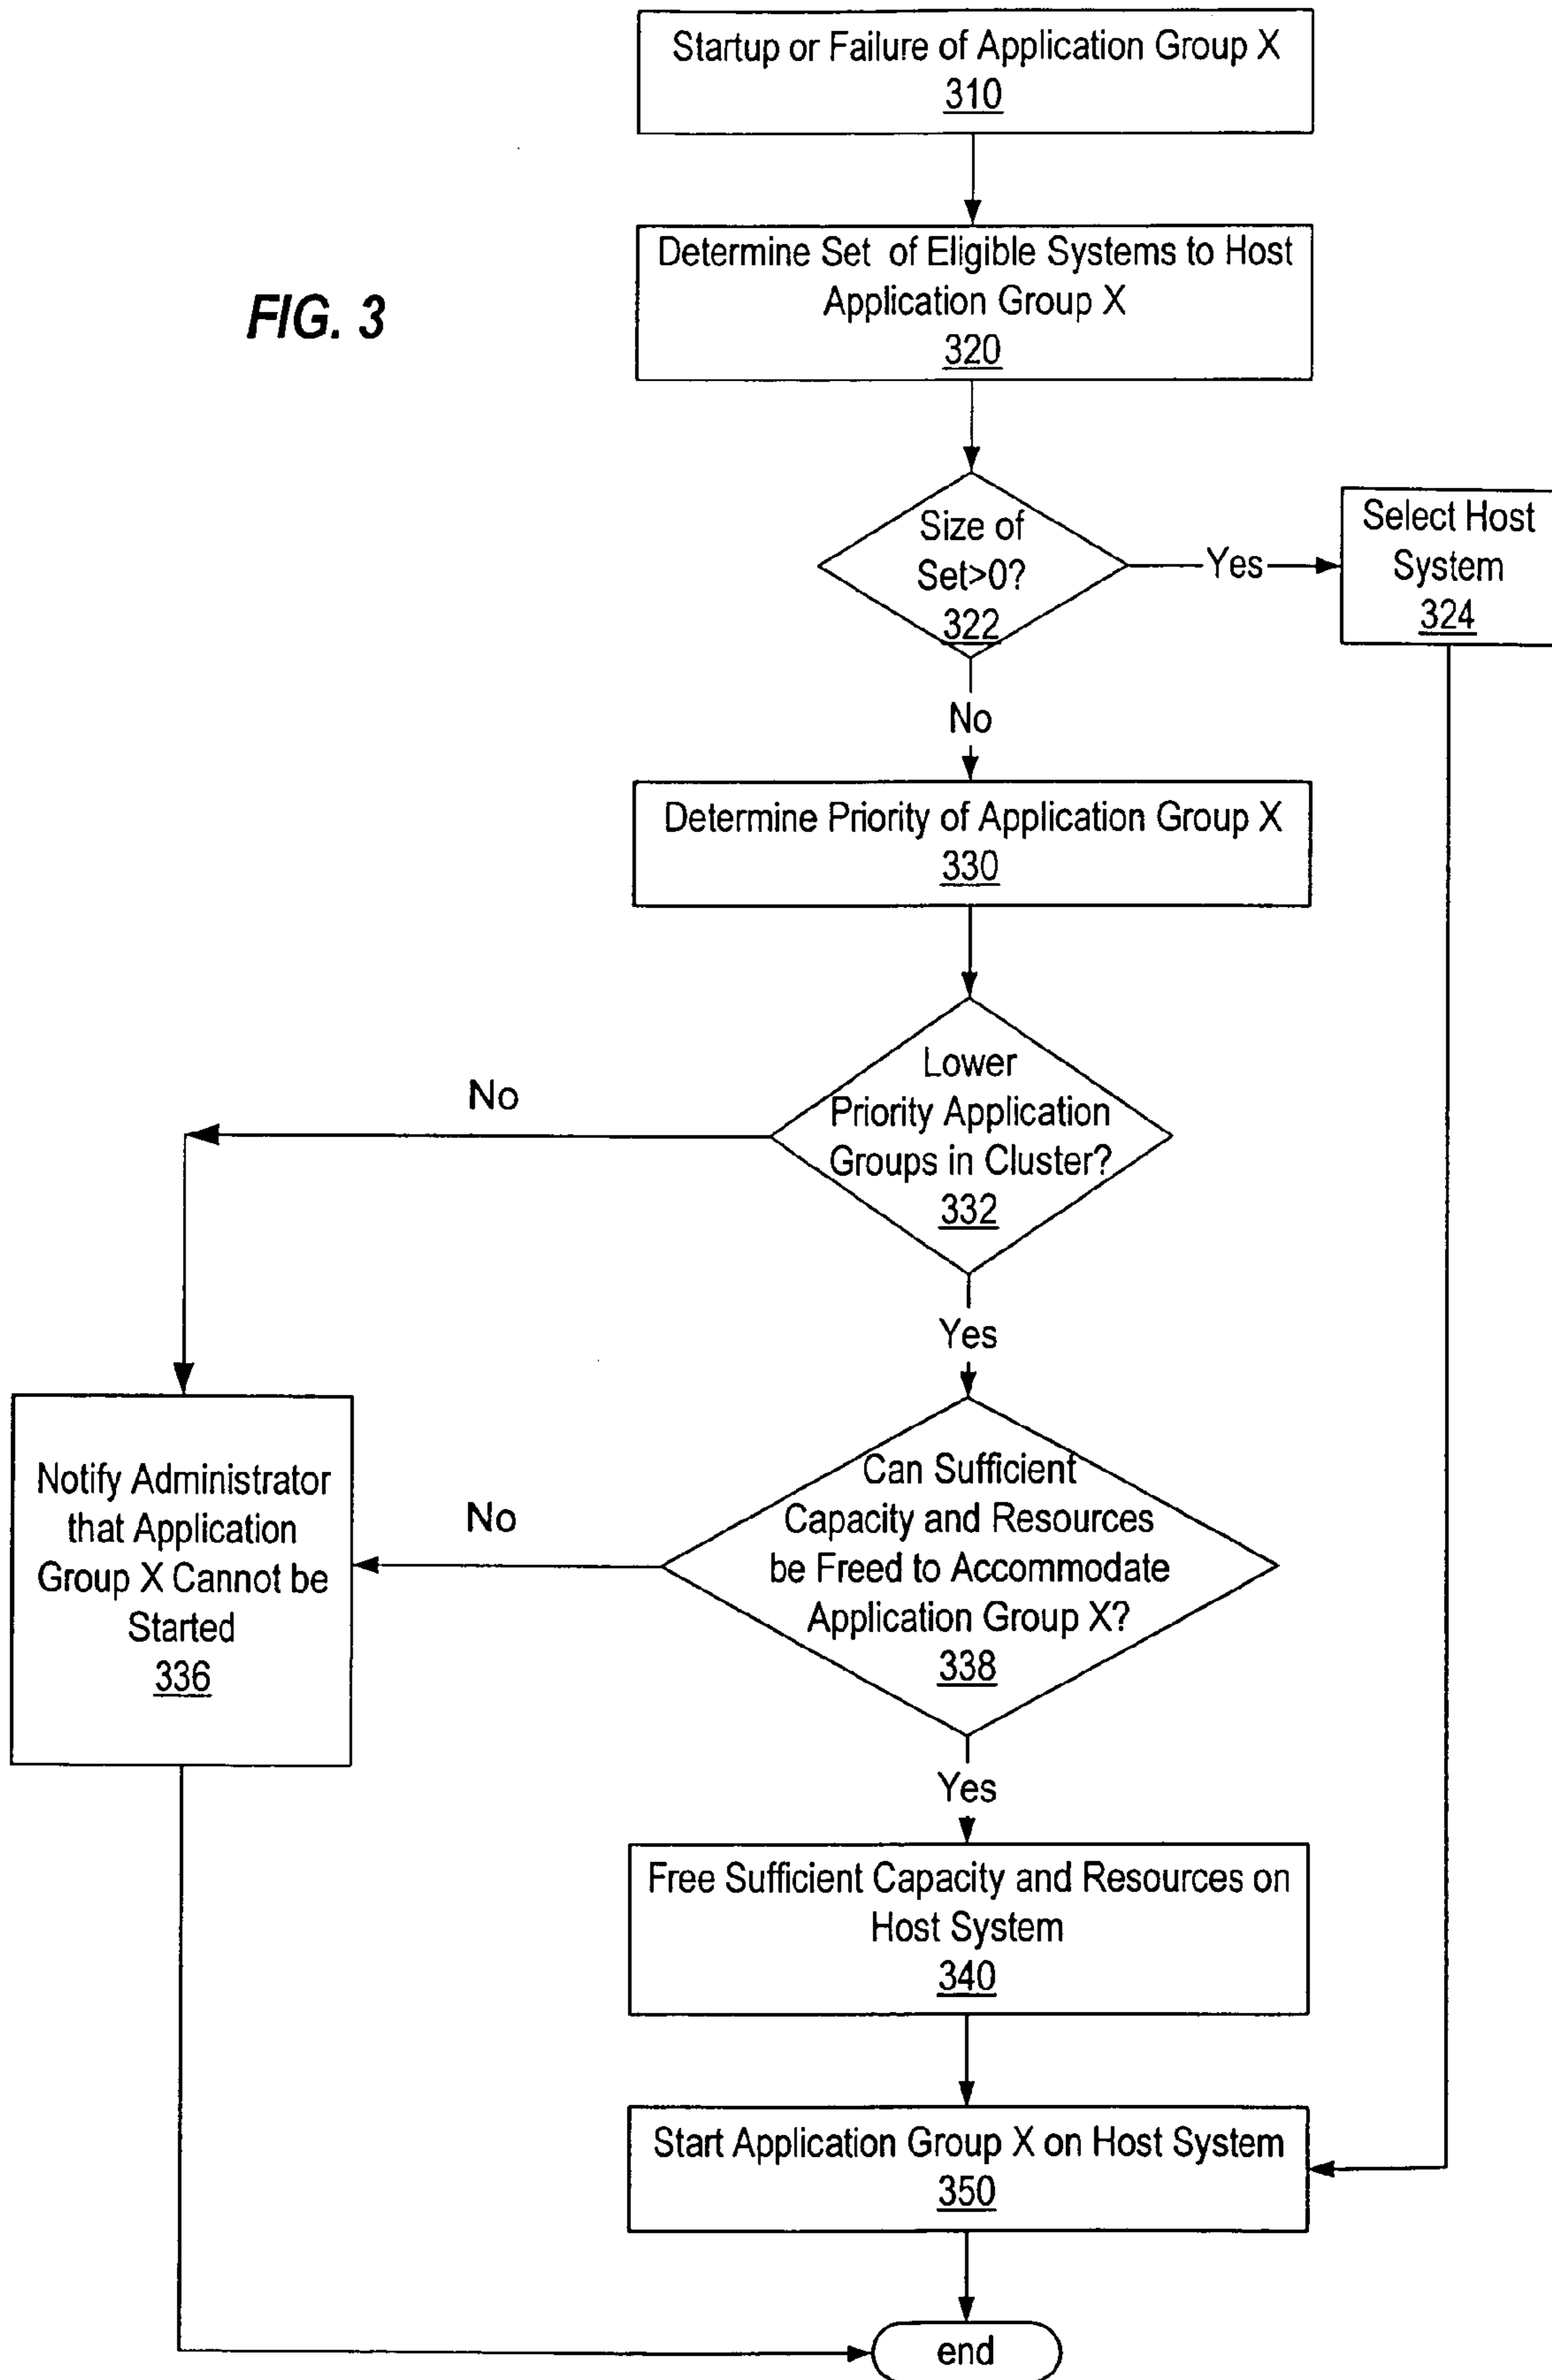 Startup or Failure of Application Group X
310
Determine Set of Eligible Systems to Host
Application Group X
320
FIG. 3
Size of
Set>0?
322
Yes
Select Host
System
324
No
Determine Priority of Application Group X
330
Lower
Priority Application
Groups in Cluster?
332
No
Yes
Notify Administrator
that Application
Group X Cannot be
Started
336
No
Can Sufficient
Capacity and Resources
be Freed to Accommodate
Application Group X?
338
Yes
Free Sufficient Capacity and Resources on
Host System
340
Start Application Group X on Host System
350
end